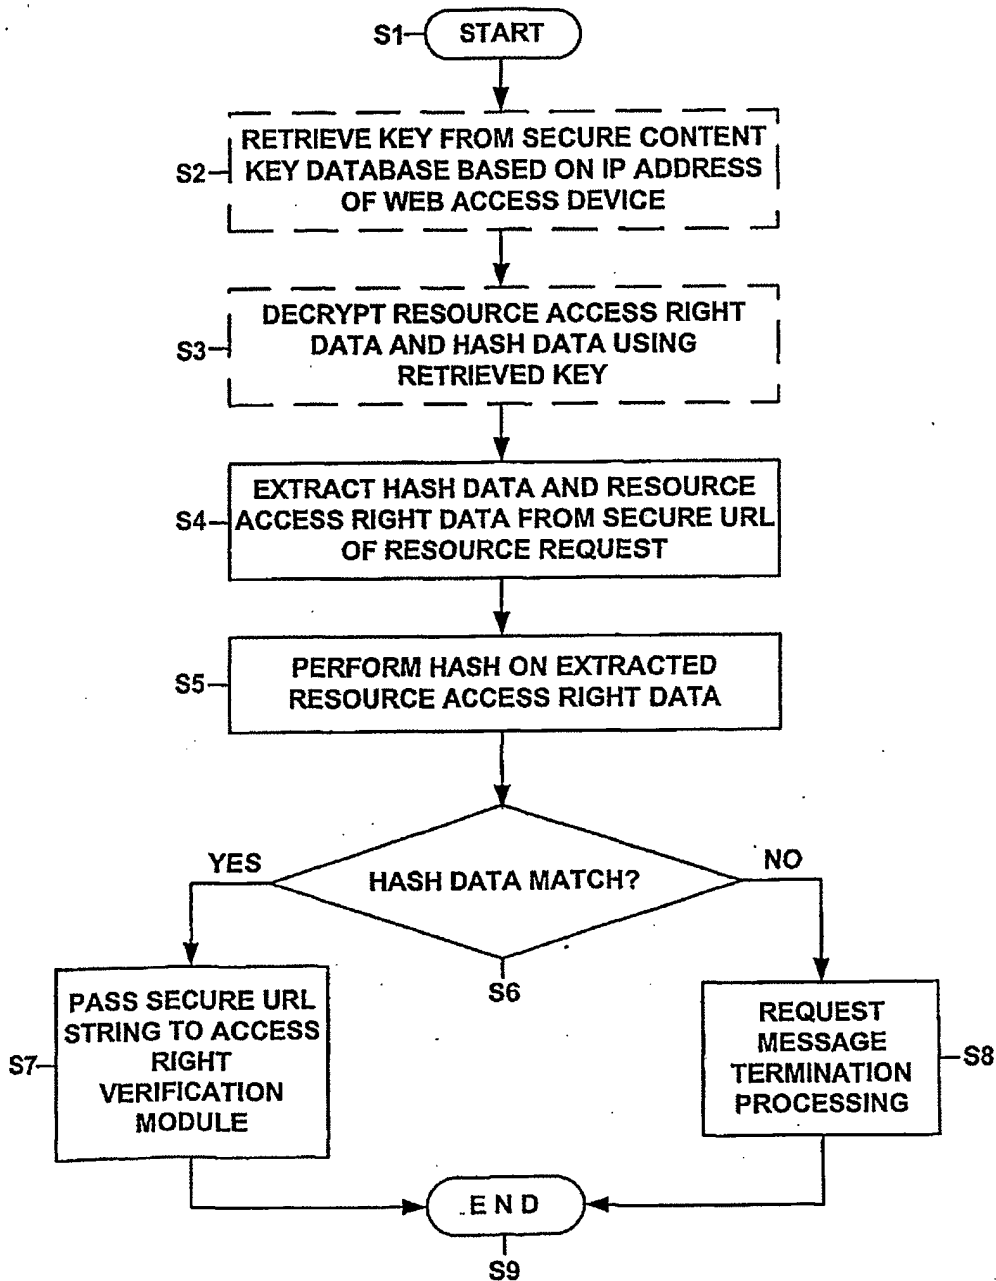 S1
START
RETRIEVE KEY FROM SECURE CONTENT
KEY DATABASE BASED ON IP ADDRESS
OF WEB ACCESS DEVICE
S2
DECRYPT RESOURCE ACCESS RIGHT
DATA AND HASH DATA USING
RETRIEVED KEY
S3
EXTRACT HASH DATA AND RESOURCE
ACCESS RIGHT DATA FROM SECURE URL
OF RESOURCE REQUEST
S4
PERFORM HASH ON EXTRACTED
RESOURCE ACCESS RIGHT DATA
S5
YES
HASH DATA MATCH?
NO
S6
PASS SECURE URL
STRING TO ACCESS
RIGHT
VERIFICATION
MODULE
S7
REQUEST
MESSAGE
TERMINATION
PROCESSING
S8
END
S9